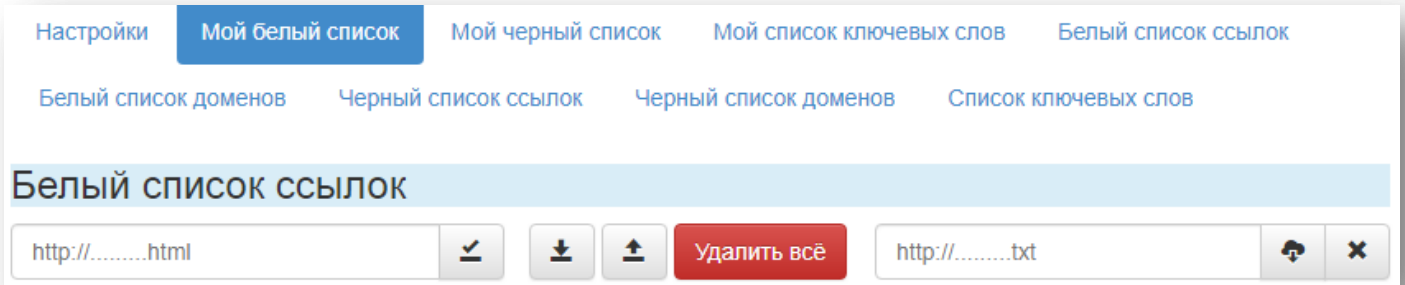 Настройки Мой белый список Мой черный список Мой список ключевых слов Белый список ссылок
Белый список доменов Черный список ссылок Черный список доменов Список ключевых слов
Белый список ссылок
http://.........html Удалить всё http://.........txt